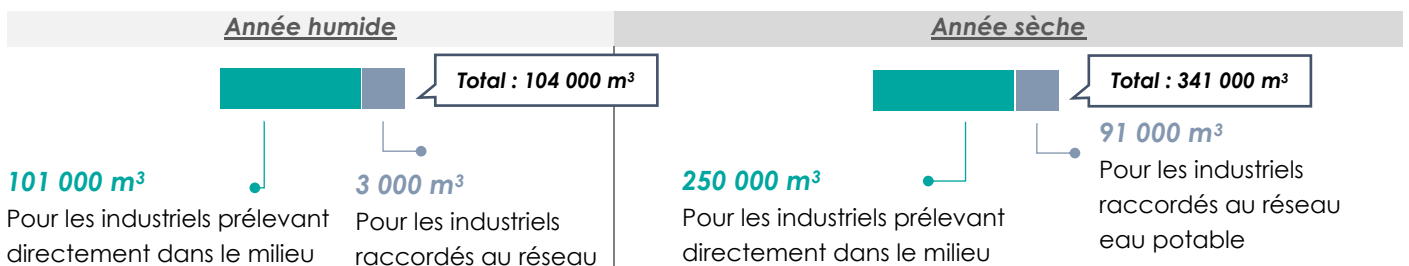 Année humide
Année sèche
Total : 104 000 m³
Total : 341 000 m³
101 000 m³
Pour les industriels prélevant
directement dans le milieu
3 000 m³
Pour les industriels
raccordés au réseau
250 000 m³
Pour les industriels prélevant
directement dans le milieu
91 000 m³
Pour les industriels
raccordés au réseau
eau potable